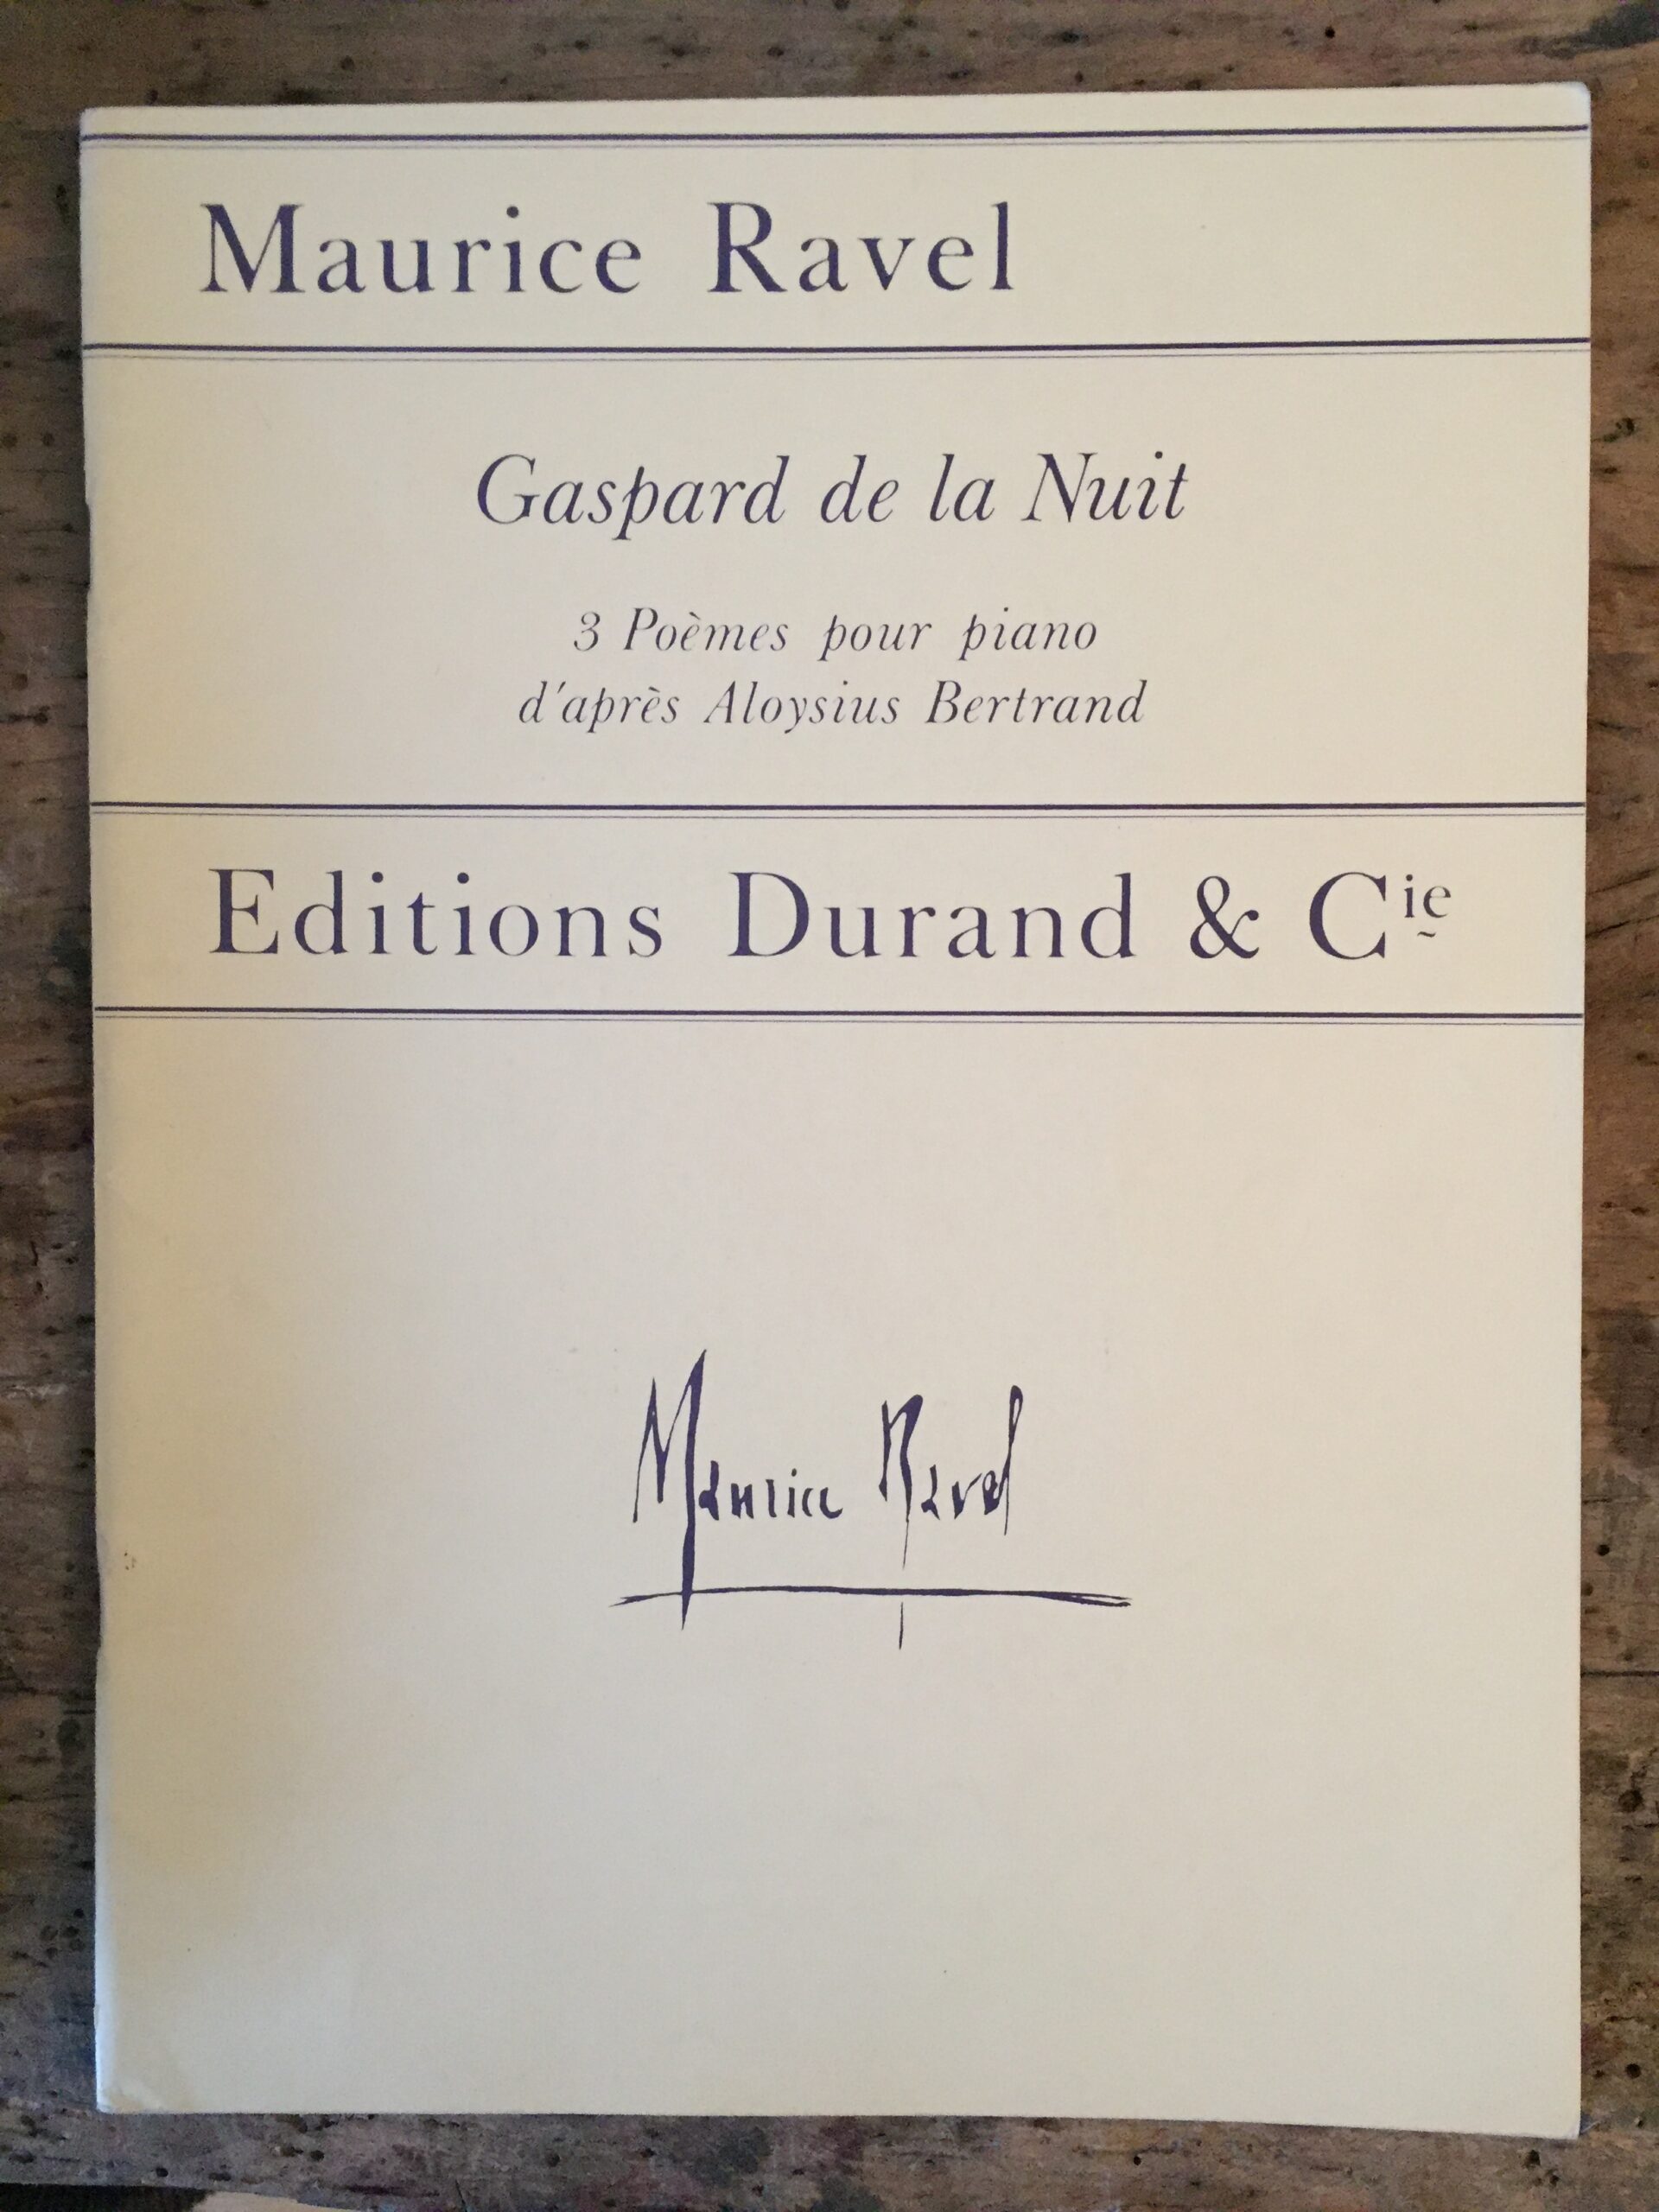 Maurice Ravel
Gaspard de la Nuit
3 Poèmes pour piano
d'après Aloysius Bertrand
Editions Durand & Cie
Maurice Ravel